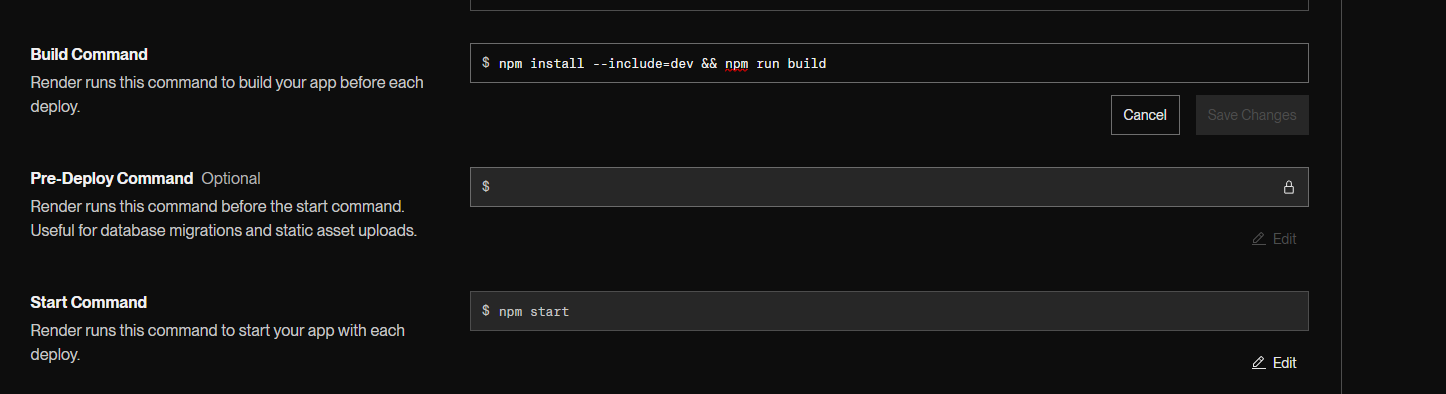 Build Command
Render runs this command to build your app before each
deploy.
$ npm install --include=dev && npm run build
Cancel
Save Changes
Pre-Deploy Command Optional
Render runs this command before the start command.
Useful for database migrations and static asset uploads.
$
Edit
Start Command
Render runs this command to start your app with each
deploy.
$ npm start
Edit